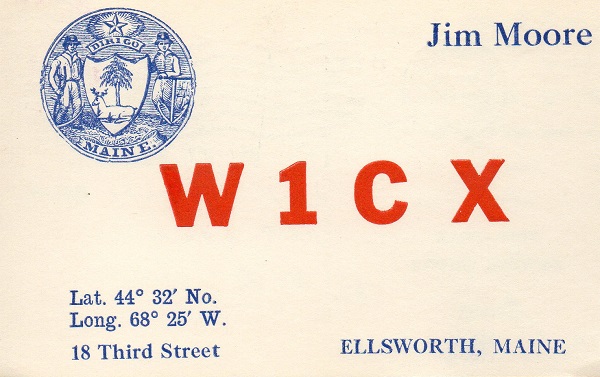 DIRIGO
MAINE.
Jim Moore
W1CX
Lat. 44° 32′ No.
Long. 68° 25′ W.
18 Third Street
ELLSWORTH, MAINE